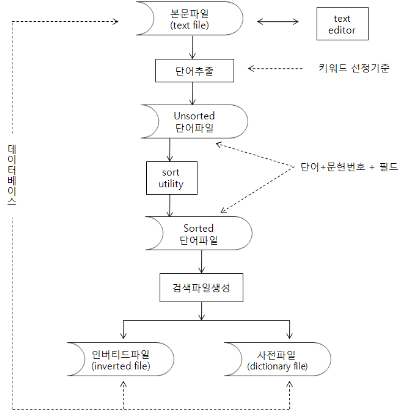 본문파일
(text file)
text
editor
단어추출
키워드 선정기준
Unsorted
단어파일
데이터베이스
sort
utility
단어+문헌번호 + 필드
Sorted
단어파일
검색파일생성
인버티드파일
(inverted file)
사전파일
(dictionary file)